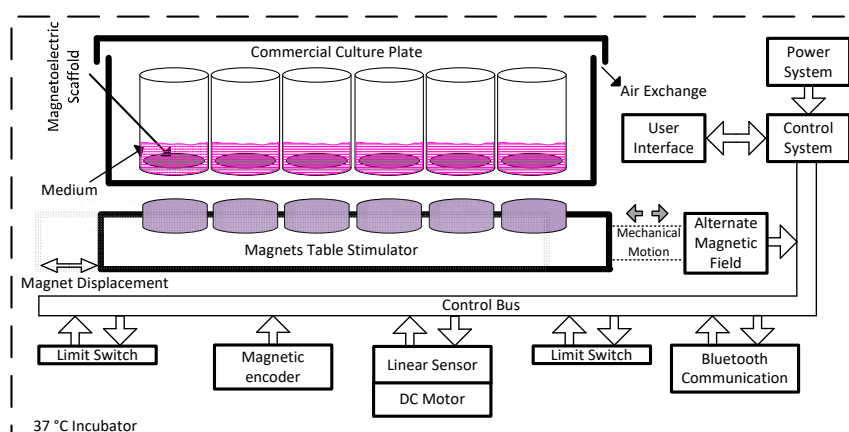 Commercial Culture Plate
Magnetoelectric
Scaffold
Medium
Air Exchange
Power
System
User
Interface
Control
System
Magnets Table Stimulator
Mechanical
Motion
Alternate
Magnetic
Field
Magnet Displacement
Control Bus
Limit Switch
Magnetic
encoder
Linear Sensor
DC Motor
Limit Switch
Bluetooth
Communication
37 °C Incubator